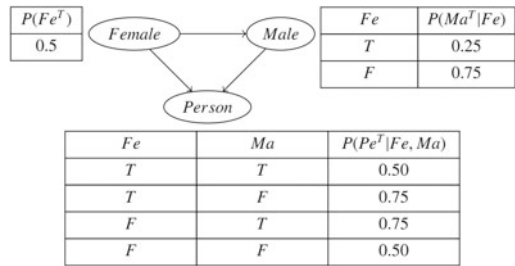 P(Fe^T)
0.5
Female
Male
Person
Fe P(Ma^T|Fe)
T 0.25
F 0.75
Fe Ma P(Pe^T|Fe, Ma)
T T 0.50
T F 0.75
F T 0.75
F F 0.50